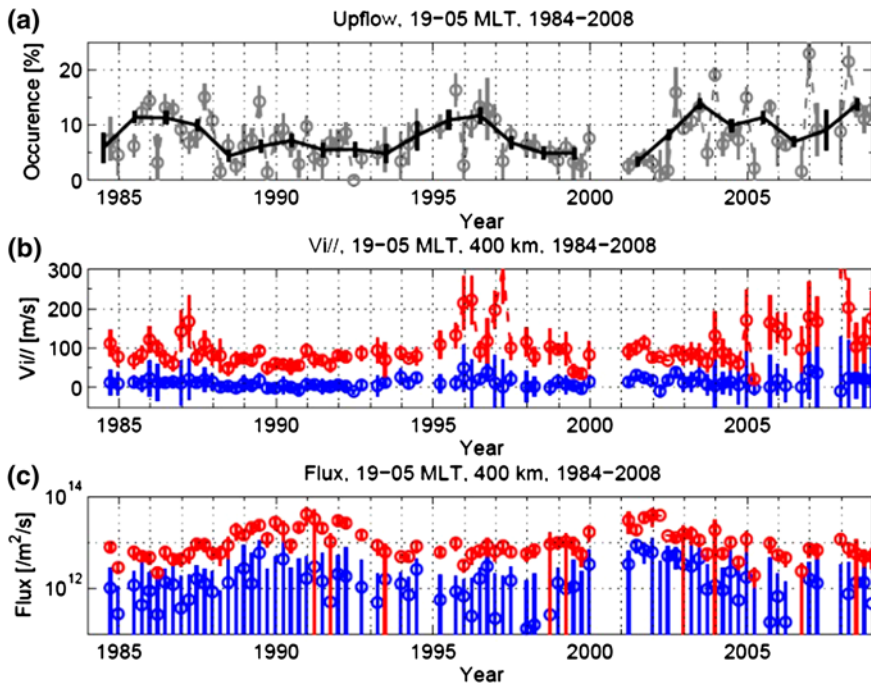 (a) Upflow, 19-05 MLT, 1984-2008
Occurence [%]
20
10
0
1985 1990 1995 2000 2005
Year
(b) Vi//, 19-05 MLT, 400 km, 1984-2008
Vi// [m/s]
300
200
100
0
1985 1990 1995 2000 2005
Year
(c) Flux, 19-05 MLT, 400 km, 1984-2008
Flux [/m²/s]
10¹⁴
10¹²
1985 1990 1995 2000 2005
Year